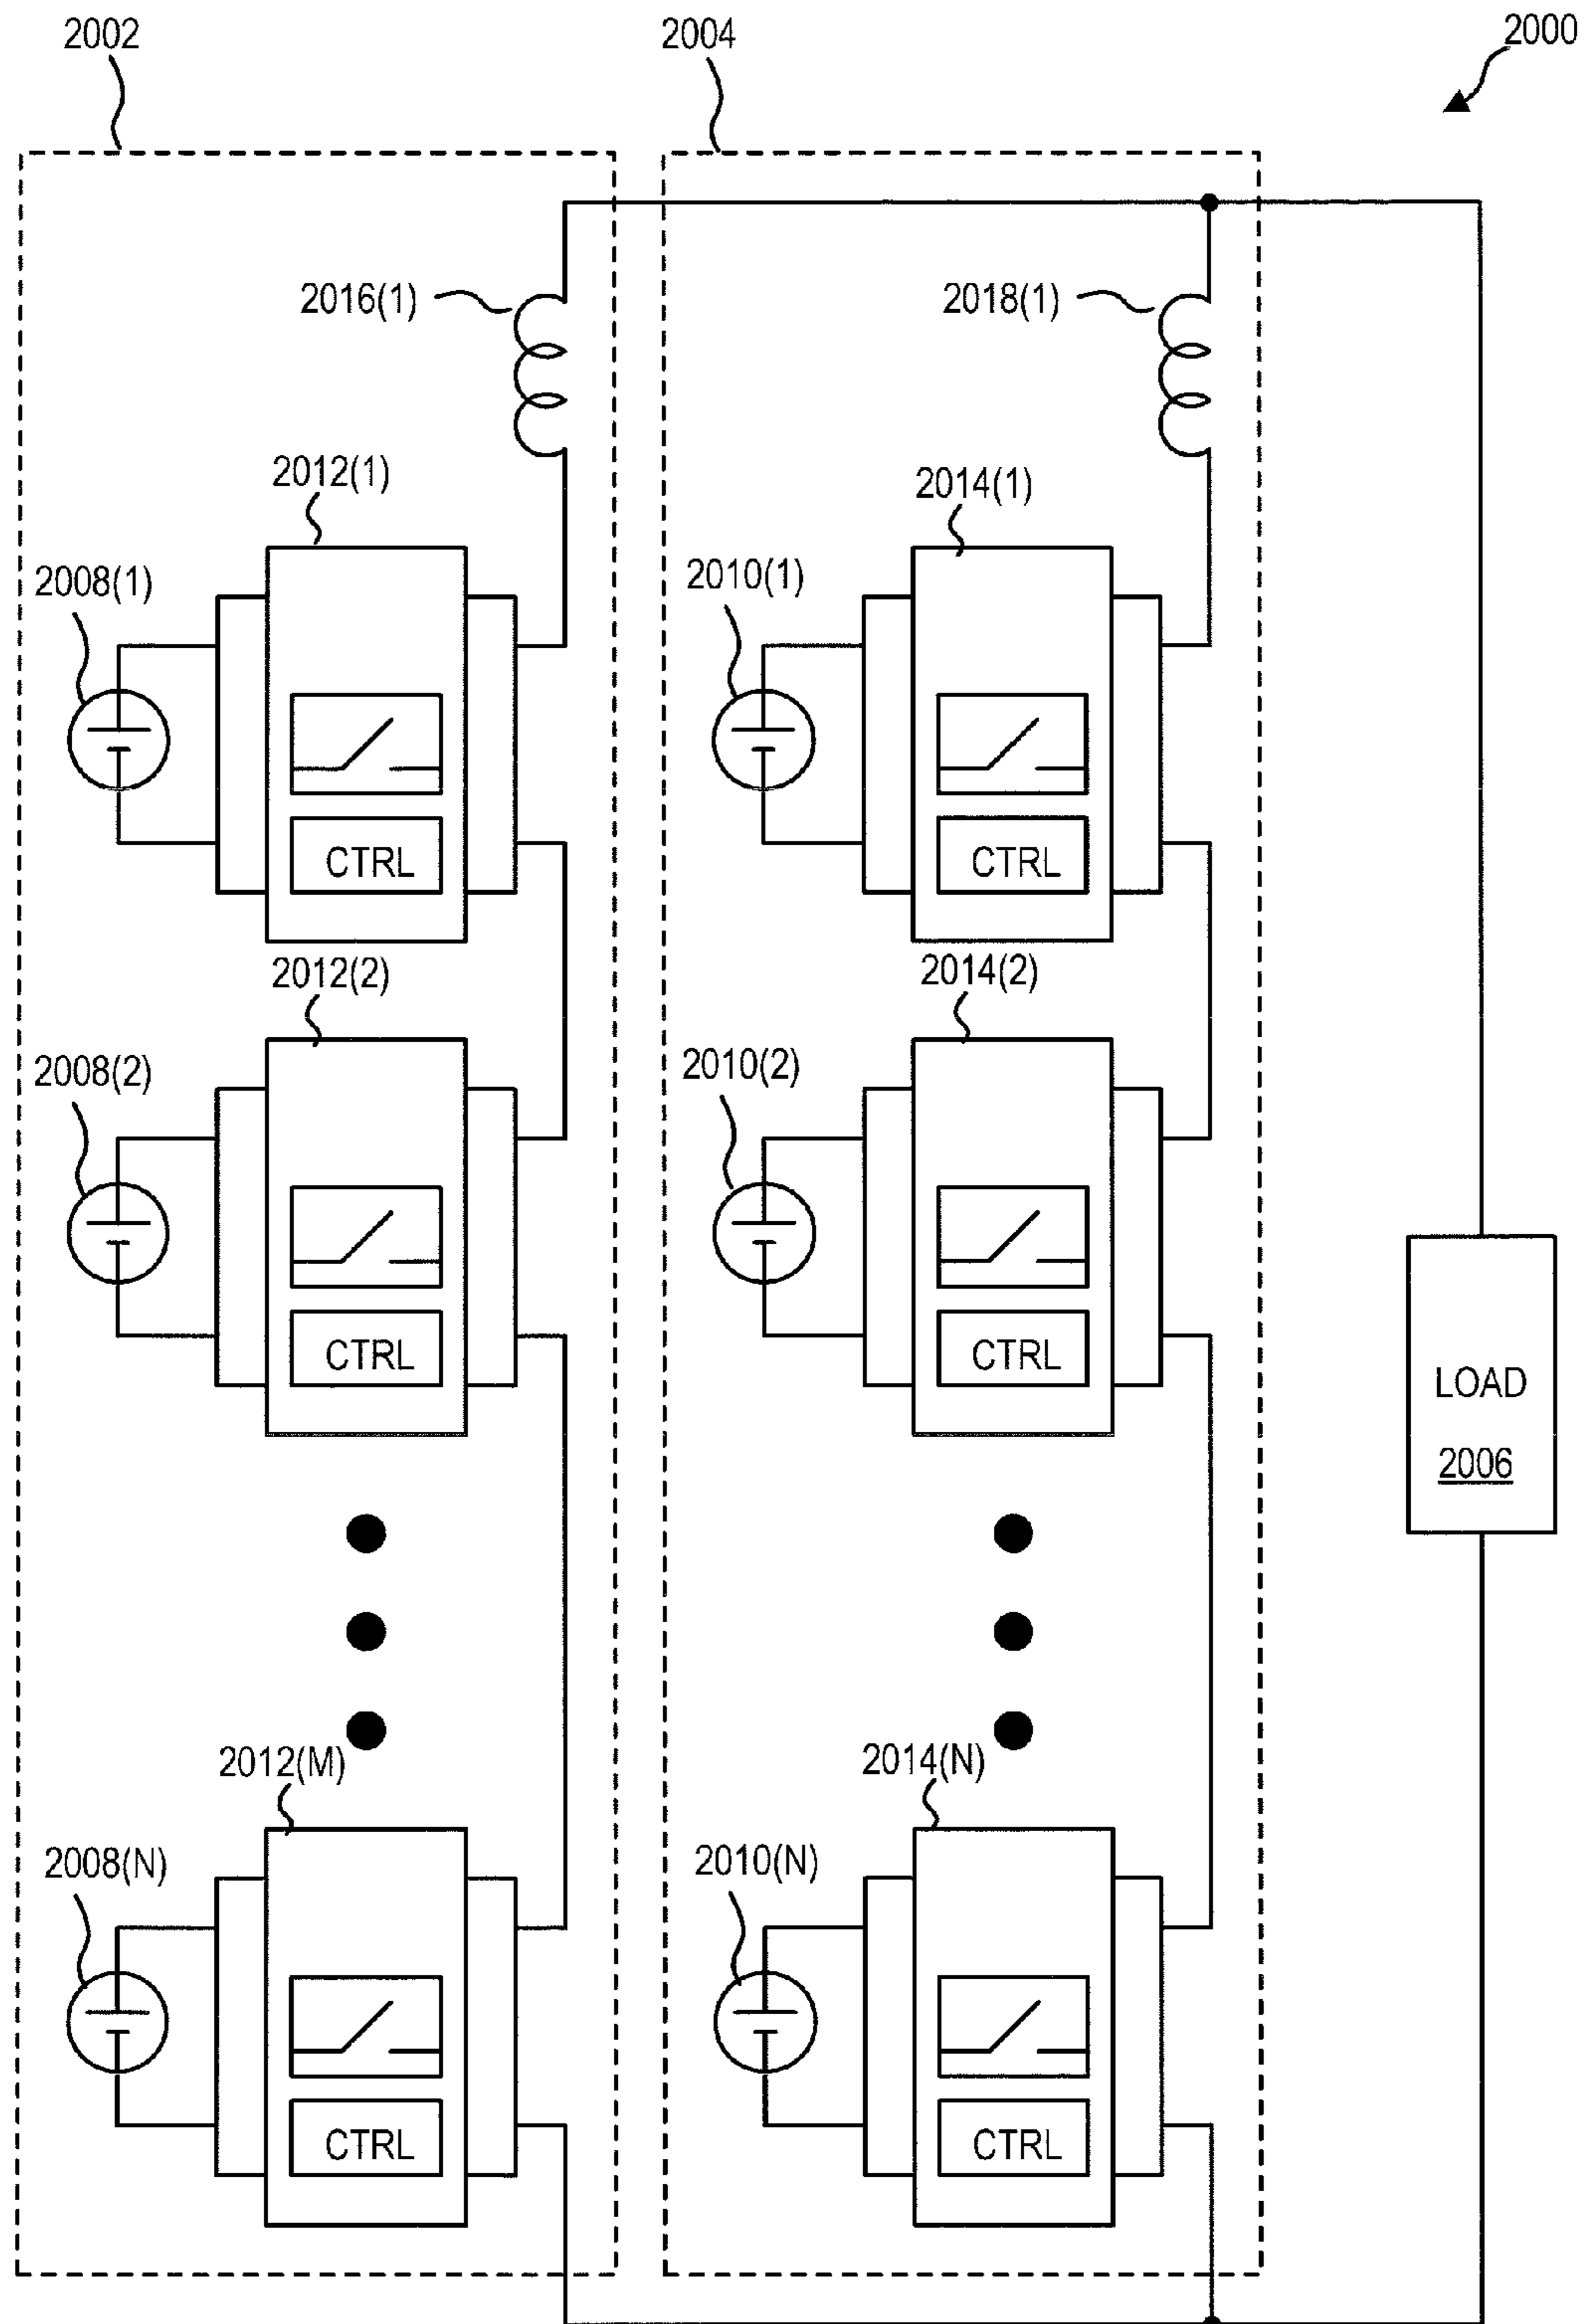 2002
2004
2000
2016(1)
2018(1)
2012(1)
2014(1)
2008(1)
2010(1)
CTRL
CTRL
2012(2)
2014(2)
2008(2)
2010(2)
CTRL
CTRL
LOAD
2006
2012(M)
2014(N)
2008(N)
2010(N)
CTRL
CTRL